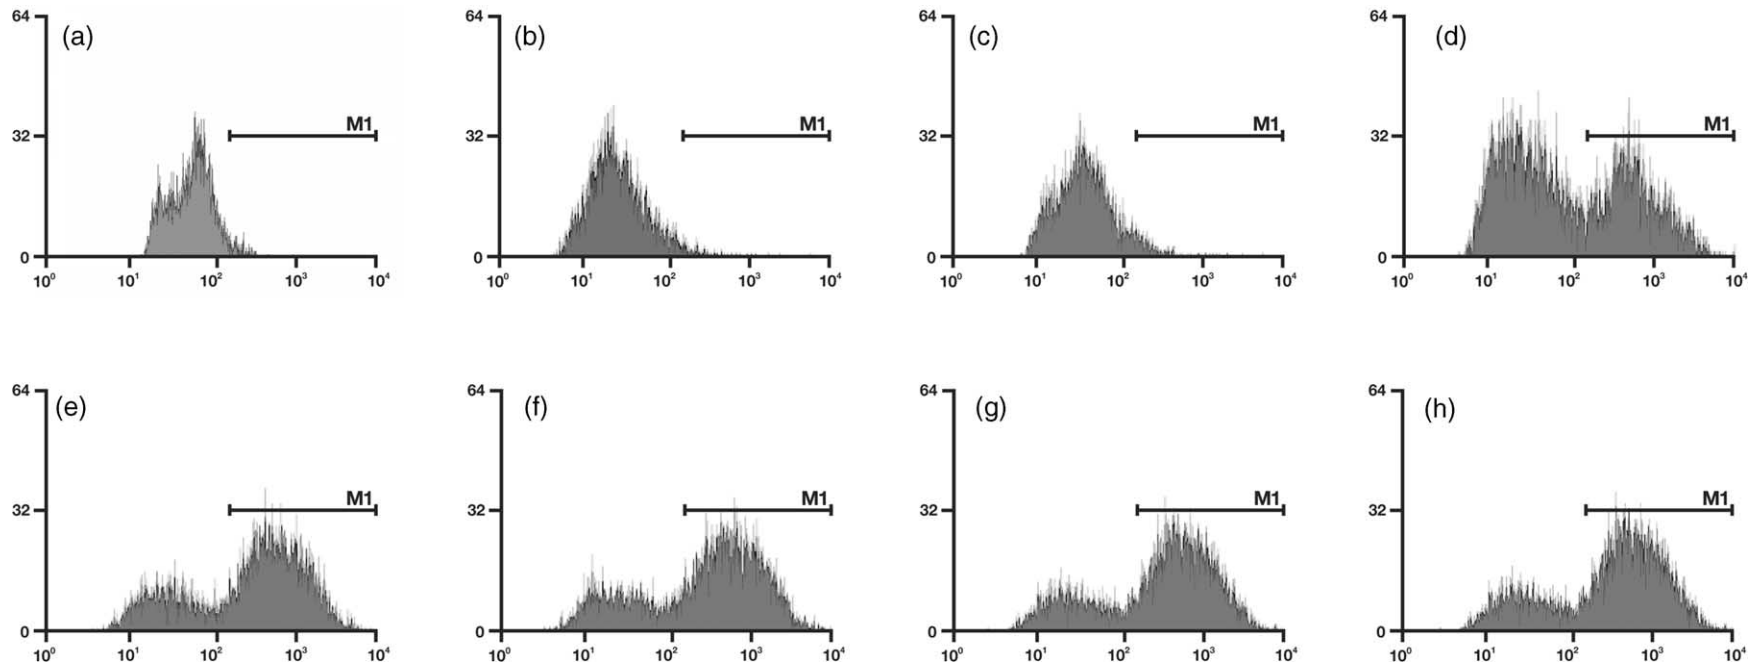 64 (a) 64 (b) 64 (c) 64 (d)
32 M1 32 M1 32 M1 32 M1
0 0 0 0
10⁰ 10¹ 10² 10³ 10⁴ 10⁰ 10¹ 10² 10³ 10⁴ 10⁰ 10¹ 10² 10³ 10⁴ 10⁰ 10¹ 10² 10³ 10⁴
64 (e) 64 (f) 64 (g) 64 (h)
32 M1 32 M1 32 M1 32 M1
0 0 0 0
10⁰ 10¹ 10² 10³ 10⁴ 10⁰ 10¹ 10² 10³ 10⁴ 10⁰ 10¹ 10² 10³ 10⁴ 10⁰ 10¹ 10² 10³ 10⁴